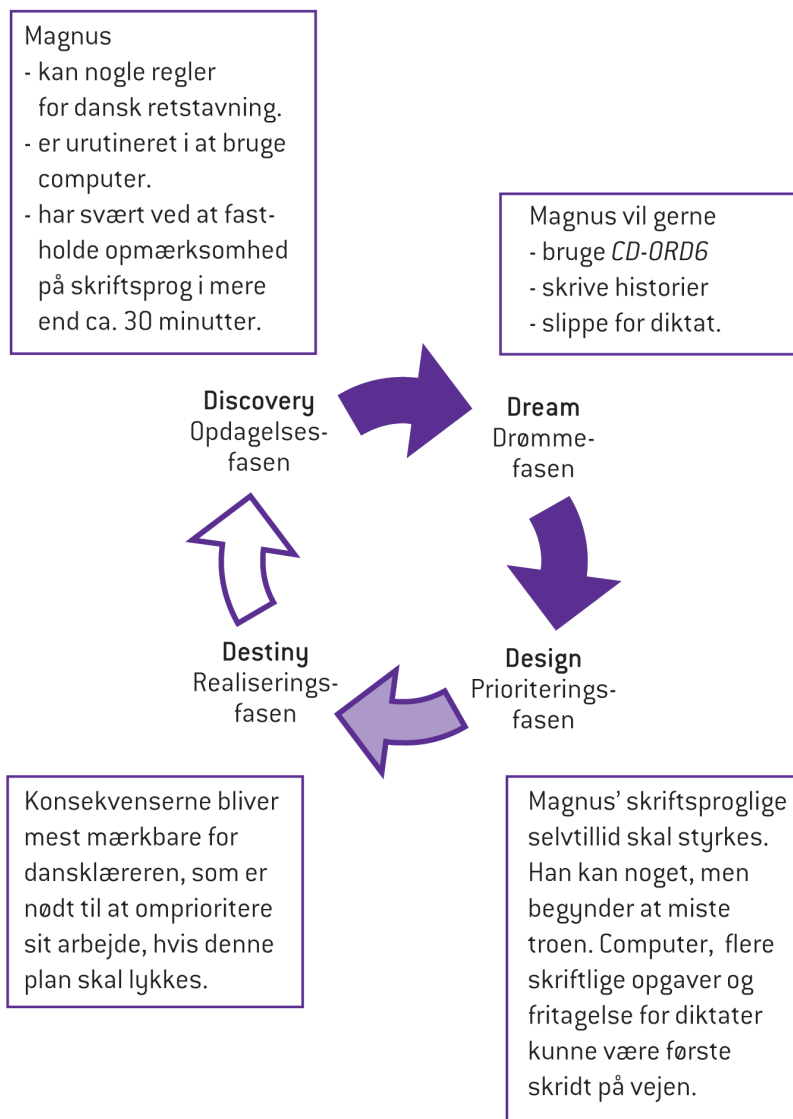 Magnus
- kan nogle regler
for dansk retstavning.
- er urutineret i at bruge
computer.
- har svært ved at fast-
holde opmærksomhed
på skriftsprog i mere
end ca. 30 minutter.
Magnus vil gerne
- bruge CD-ORD6
- skrive historier
- slippe for diktat.
Discovery
Opdagelses-
fasen
Dream
Drømme-
fasen
Design
Prioriterings-
fasen
Destiny
Realiserings-
fasen
Konsekvenserne bliver
mest mærkbare for
dansklæreren, som er
nødt til at omprioritere
sit arbejde, hvis denne
plan skal lykkes.
Magnus’ skriftsproglige
selvtillid skal styrkes.
Han kan noget, men
begynder at miste
troen. Computer, flere
skriftlige opgaver og
fritagelse for diktater
kunne være første
skridt på vejen.